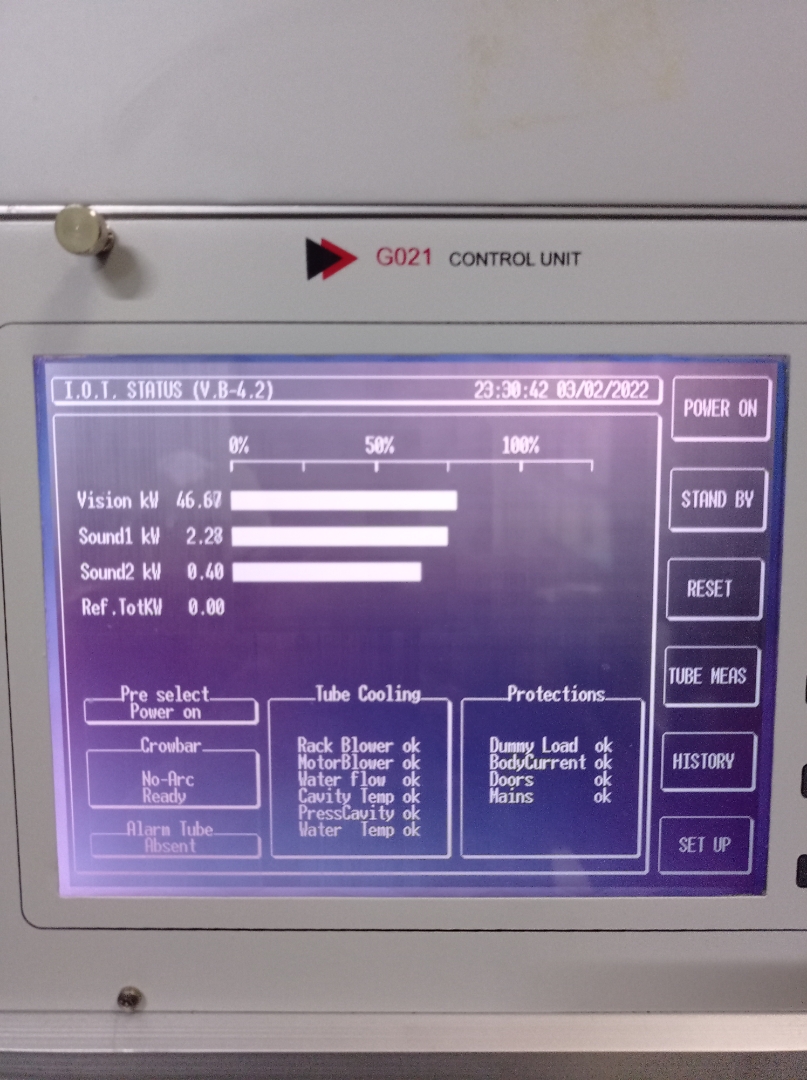 G021 CONTROL UNIT
I.O.T. STATUS (V.B-4.2) 23:30:42 03/02/2022
POWER ON
0% 50% 100%
Vision kW 46.67
STAND BY
Sound1 kW 2.28
Sound2 kW 0.40
RESET
Ref.TotKW 0.00
TUBE MEAS
Pre select
Power on
Crowbar
No-Arc
Ready
Alarm Tube
Absent
Tube Cooling
Rack Blower ok
MotorBlower ok
Water flow ok
Cavity Temp ok
PressCavity ok
Water Temp ok
Protections
Dummy Load ok
BodyCurrent ok
Doors ok
Mains ok
HISTORY
SET UP